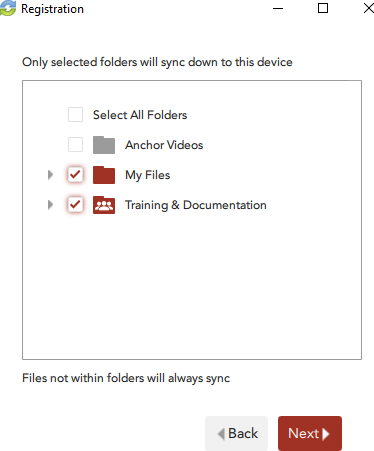 Registration
Only selected folders will sync down to this device
Select All Folders
Anchor Videos
My Files
Training & Documentation
Files not within folders will always sync
Back
Next